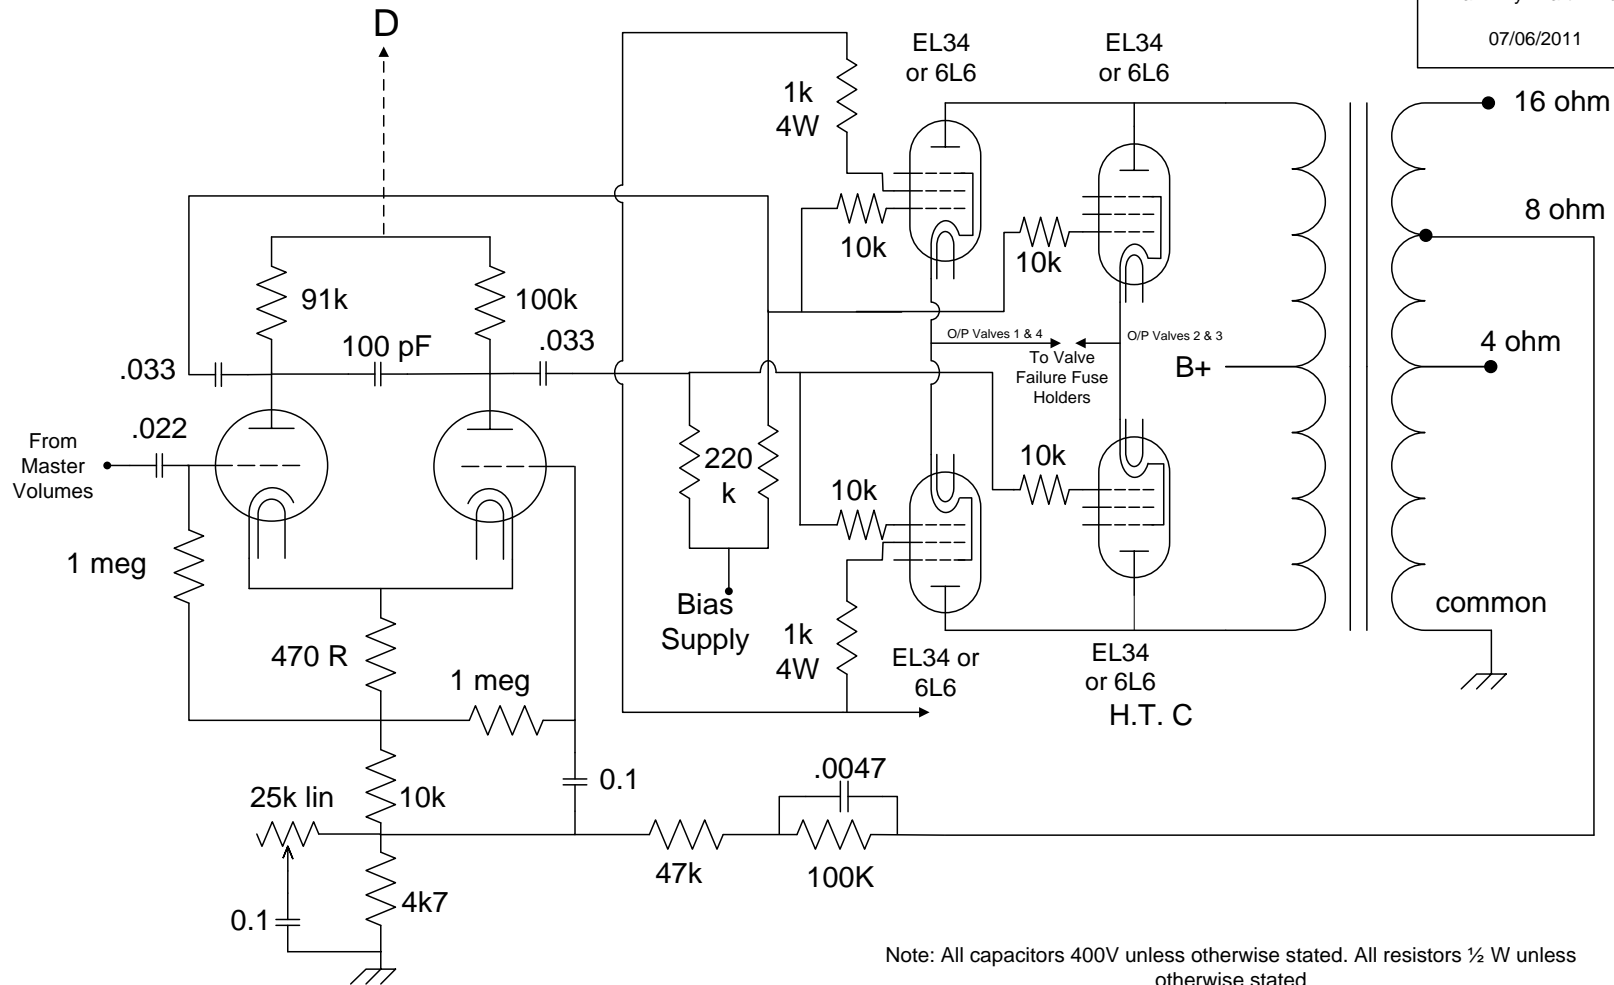 07/06/2011
D
EL34
or 6L6
EL34
or 6L6
1k
4W
16 ohm
8 ohm
10k
10k
91k
100k
100 pF
.033
.033
O/P Valves 1 & 4
O/P Valves 2 & 3
To Valve
Failure Fuse
Holders
B+
4 ohm
From
Master
Volumes
.022
220
k
10k
10k
1 meg
Bias
Supply
common
470 R
1k
4W
EL34 or
6L6
EL34
or 6L6
H.T. C
1 meg
25k lin
10k
0.1
.0047
47k
100K
4k7
0.1
Note: All capacitors 400V unless otherwise stated. All resistors ½ W unless
otherwise stated